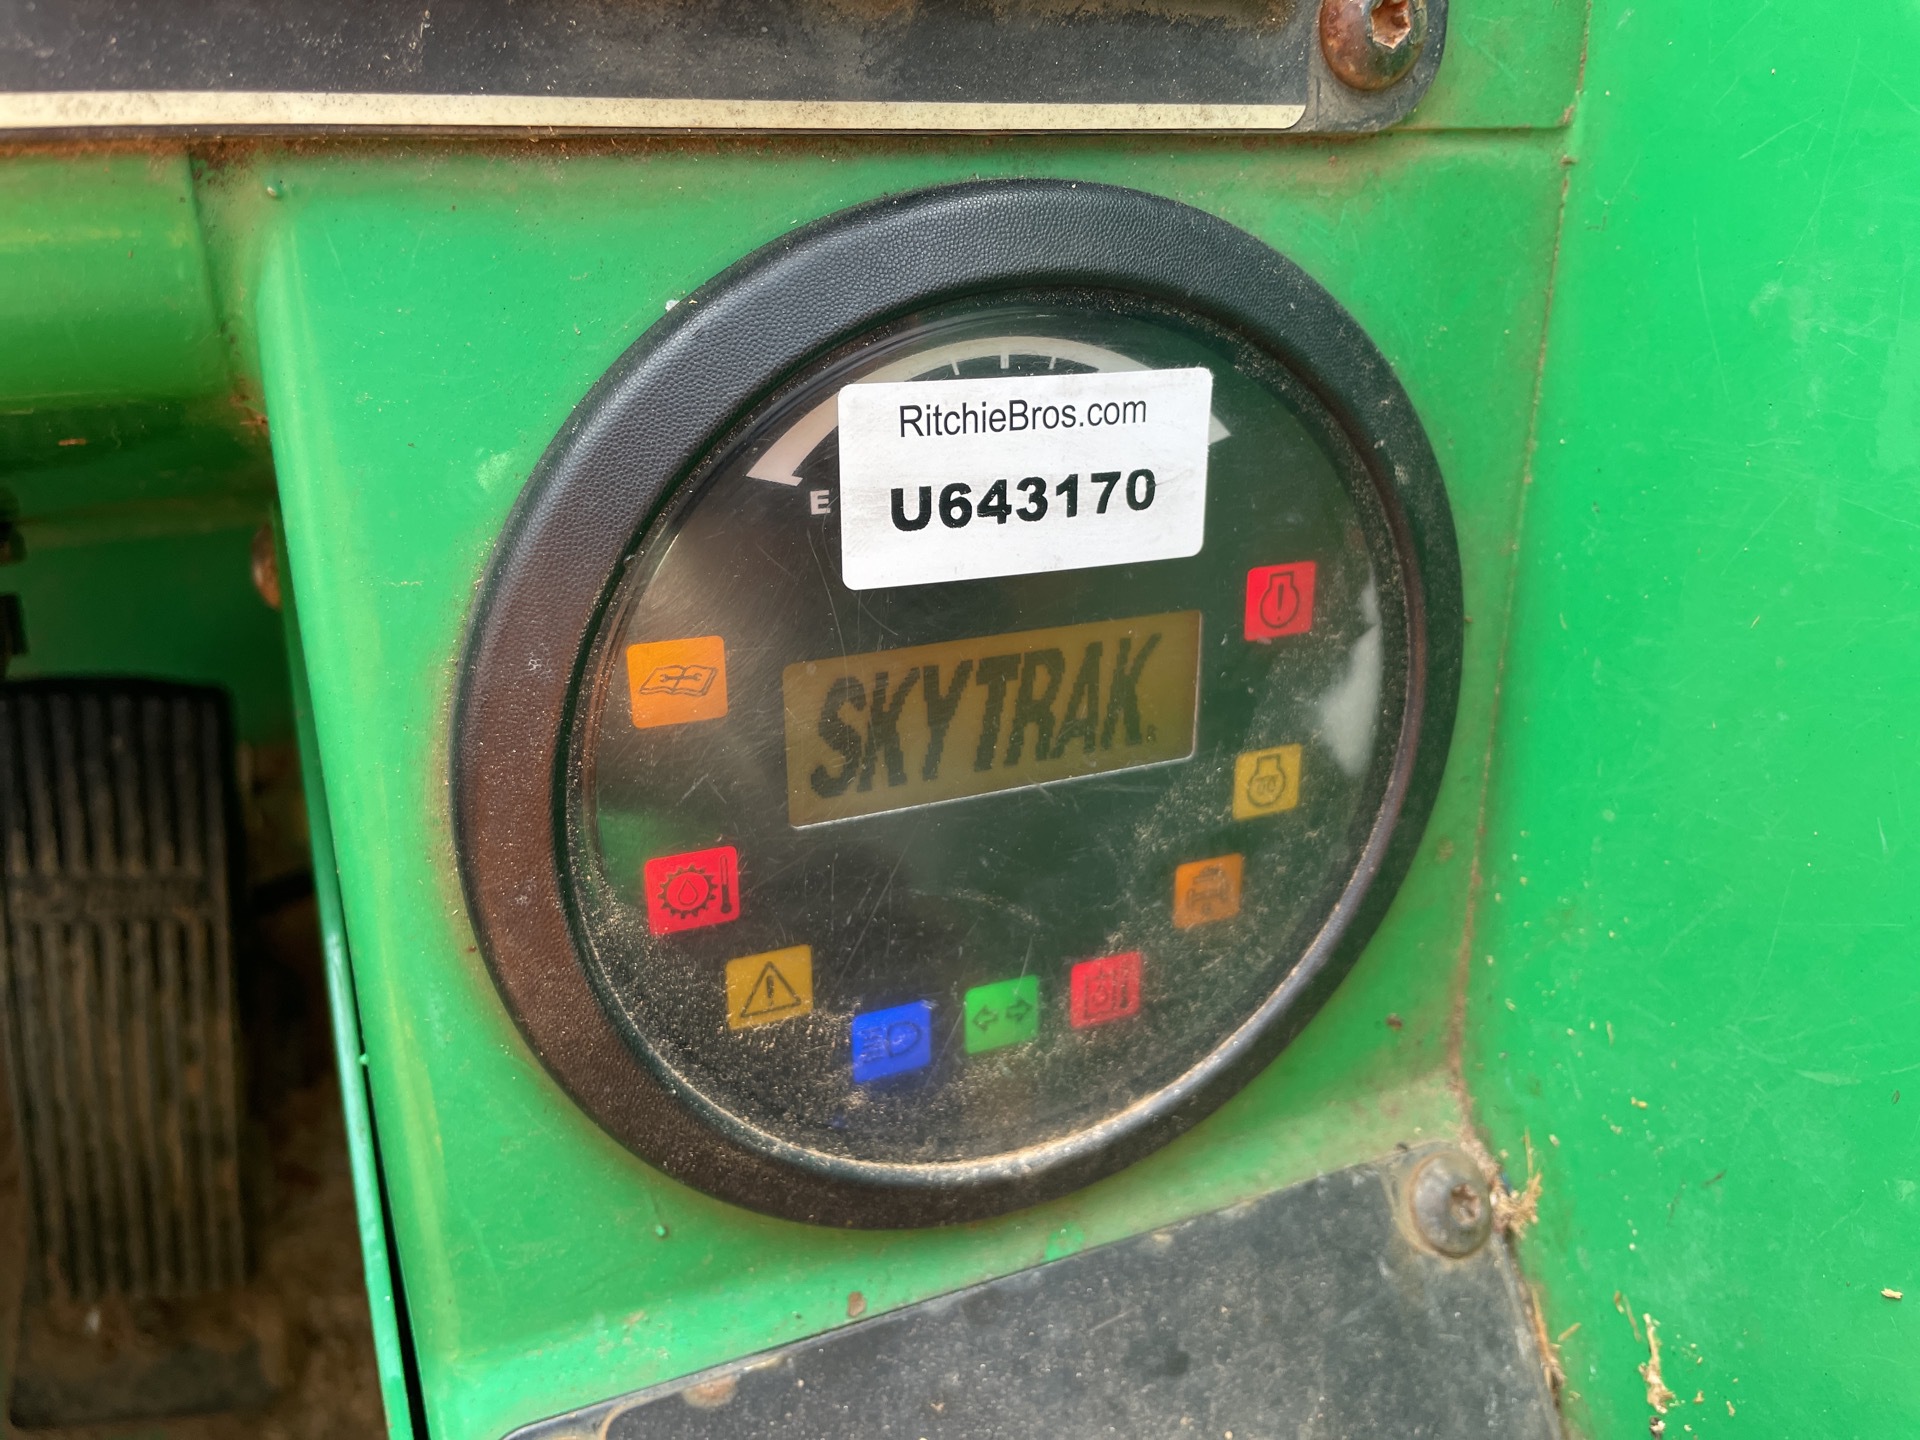 RitchieBros.com
U643170
E
SKYTRAK.